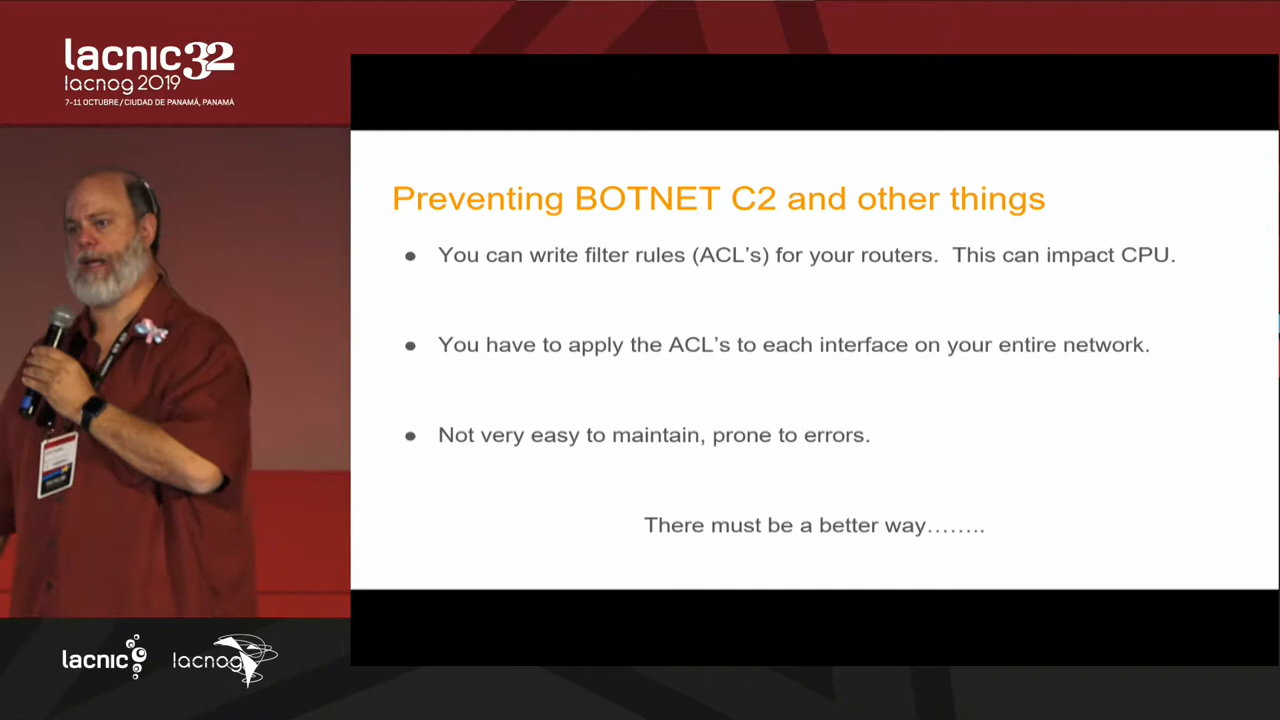 lacnic32
lacnog 2019
7-11 OCTUBRE / CIUDAD DE PANAMÁ, PANAMÁ
Preventing BOTNET C2 and other things
● You can write filter rules (ACL's) for your routers.  This can impact CPU.
● You have to apply the ACL's to each interface on your entire network.
● Not very easy to maintain, prone to errors.
There must be a better way……..
lacnic
lacnog